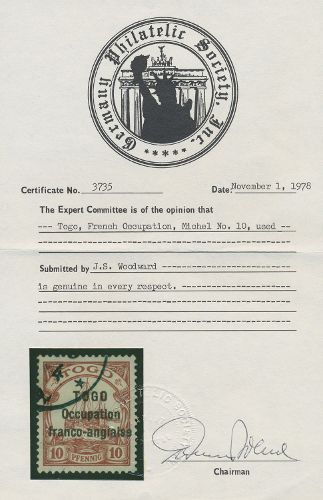 Germany Philatelic Society, Inc.
Certificate No. 3735 Date: November 1, 1978
The Expert Committee is of the opinion that
--- Togo, French Occupation, Michel No. 10, used --
Submitted by J.S. Woodward
is genuine in every respect. -
TOGO
TOGO
Occupation
franco-anglaise
10 PFENNIG 10
Chairman